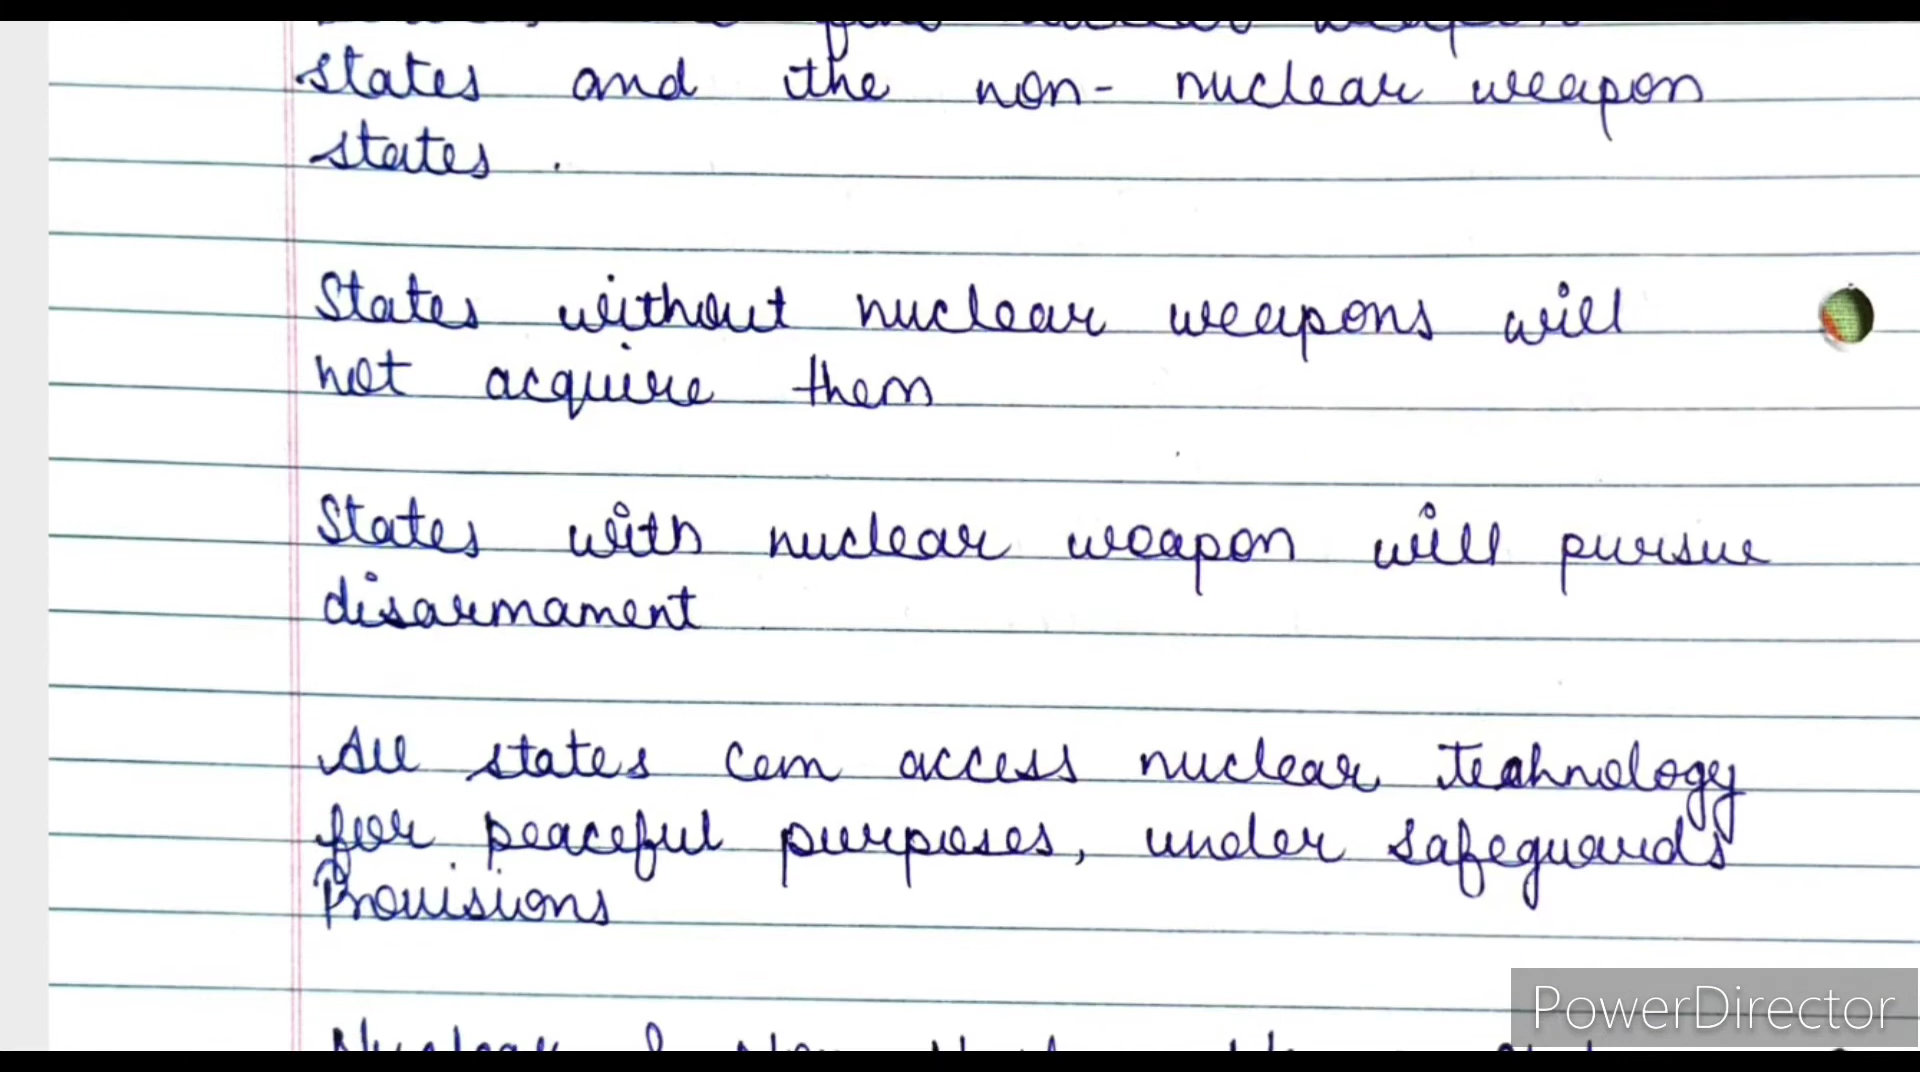 states and the non- nuclear weapon
states .
States without nuclear weapons will
not acquire them
States with nuclear weapon will pursue
disarmament
All states can access nuclear technology
for peaceful purposes, under safeguards
Provisions
PowerDirector